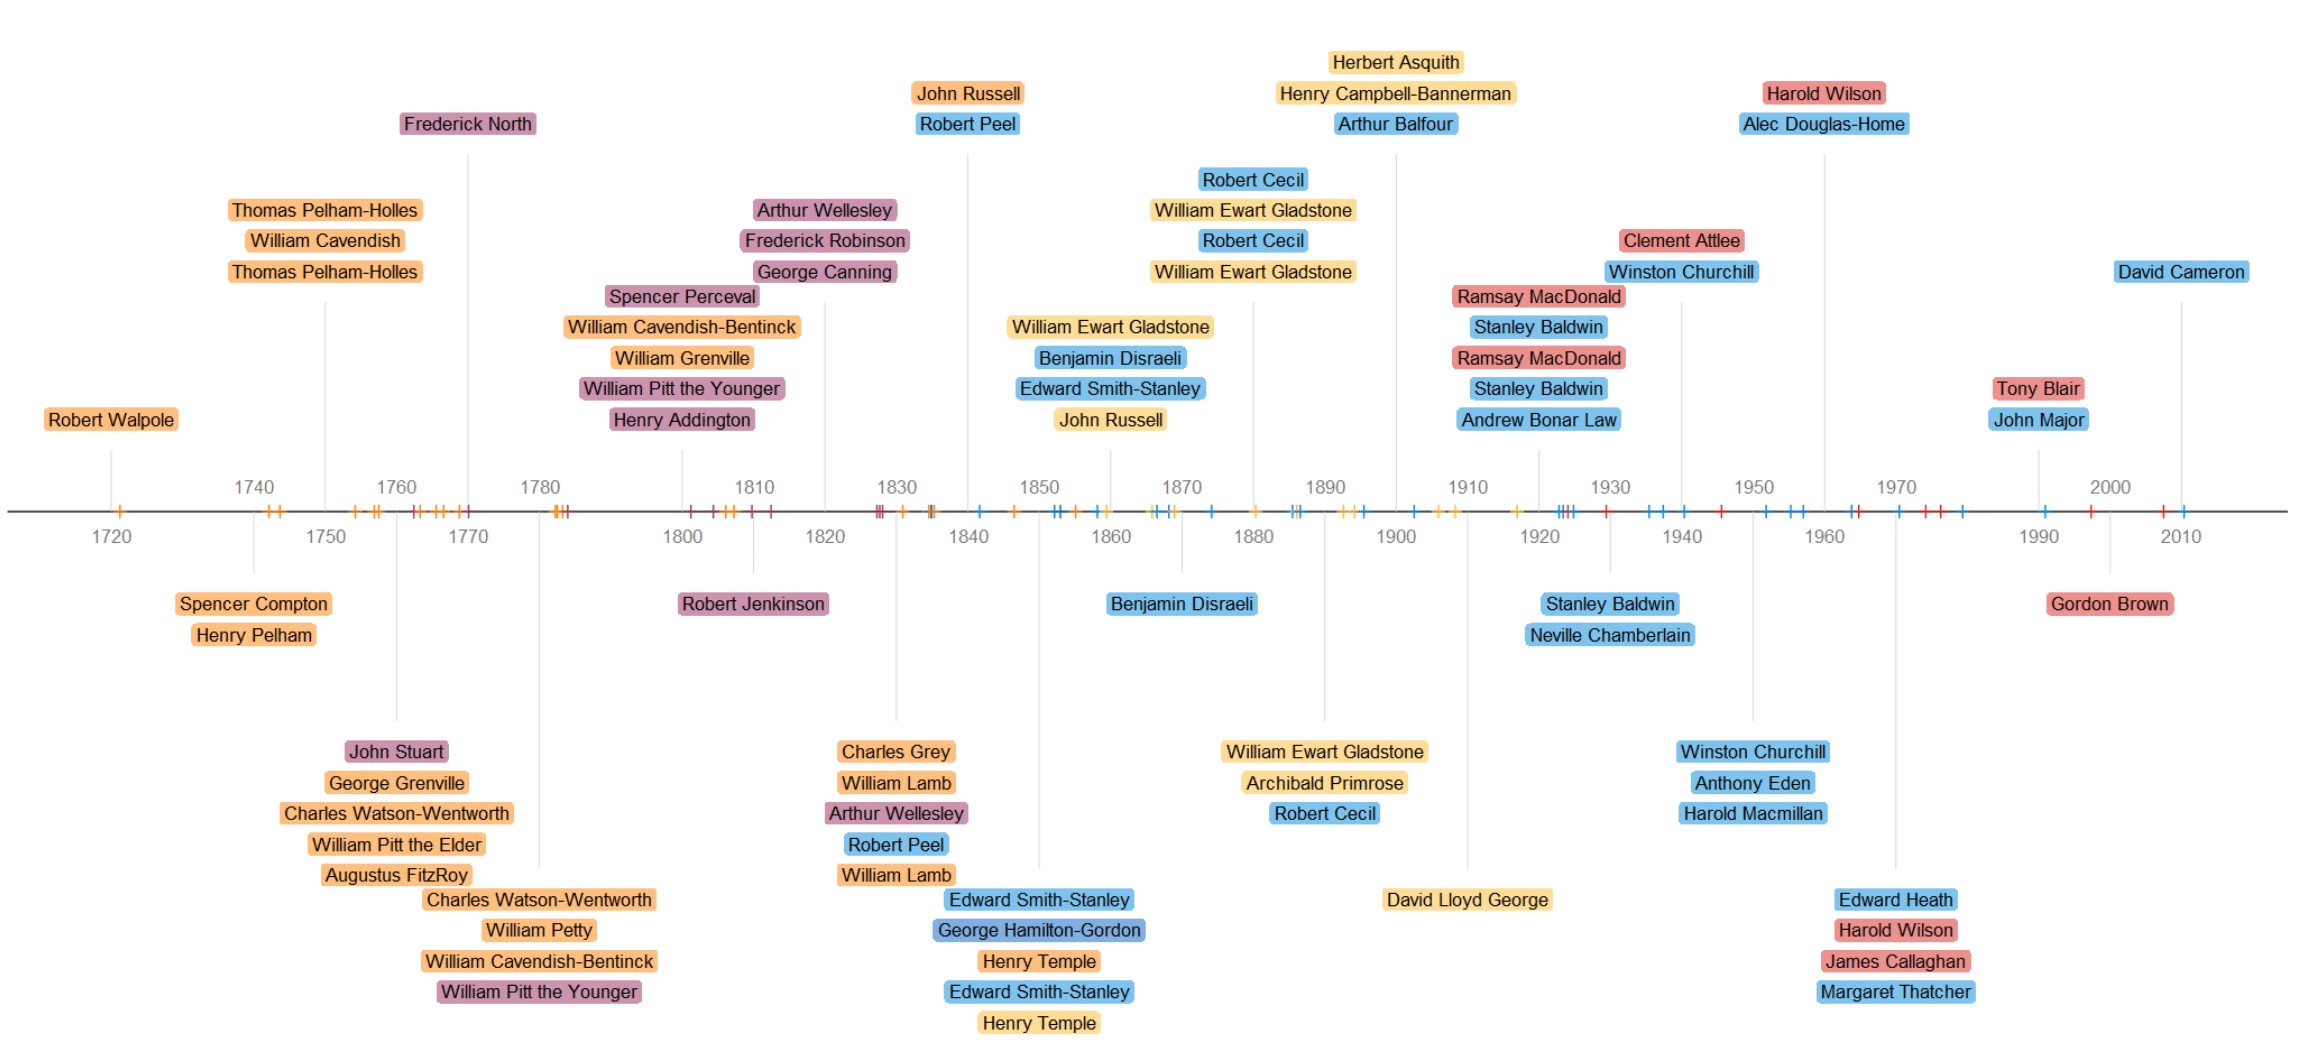 Herbert Asquith
John Russell
Henry Campbell-Bannerman
Harold Wilson
Frederick North
Robert Peel
Arthur Balfour
Alec Douglas-Home
Robert Cecil
Thomas Pelham-Holles
Arthur Wellesley
William Ewart Gladstone
William Cavendish
Frederick Robinson
Robert Cecil
Clement Attlee
Thomas Pelham-Holles
George Canning
William Ewart Gladstone
Winston Churchill
David Cameron
Spencer Perceval
Ramsay MacDonald
William Cavendish-Bentinck
William Ewart Gladstone
Stanley Baldwin
William Grenville
Benjamin Disraeli
Ramsay MacDonald
William Pitt the Younger
Edward Smith-Stanley
Stanley Baldwin
Tony Blair
Robert Walpole
Henry Addington
John Russell
Andrew Bonar Law
John Major
1740
1760
1780
1810
1830
1850
1870
1890
1910
1930
1950
1970
2000
1720
1750
1770
1800
1820
1840
1860
1880
1900
1920
1940
1960
1990
2010
Spencer Compton
Robert Jenkinson
Benjamin Disraeli
Stanley Baldwin
Gordon Brown
Henry Pelham
Neville Chamberlain
John Stuart
Charles Grey
William Ewart Gladstone
Winston Churchill
George Grenville
William Lamb
Archibald Primrose
Anthony Eden
Charles Watson-Wentworth
Arthur Wellesley
Robert Cecil
Harold Macmillan
William Pitt the Elder
Robert Peel
Augustus FitzRoy
William Lamb
Charles Watson-Wentworth
Edward Smith-Stanley
David Lloyd George
Edward Heath
William Petty
George Hamilton-Gordon
Harold Wilson
William Cavendish-Bentinck
Henry Temple
James Callaghan
William Pitt the Younger
Edward Smith-Stanley
Margaret Thatcher
Henry Temple